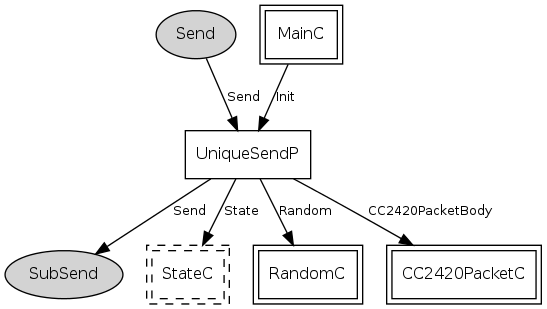 Send
MainC
Send
Init
UniqueSendP
Send
State
Random
CC2420PacketBody
SubSend
StateC
RandomC
CC2420PacketC